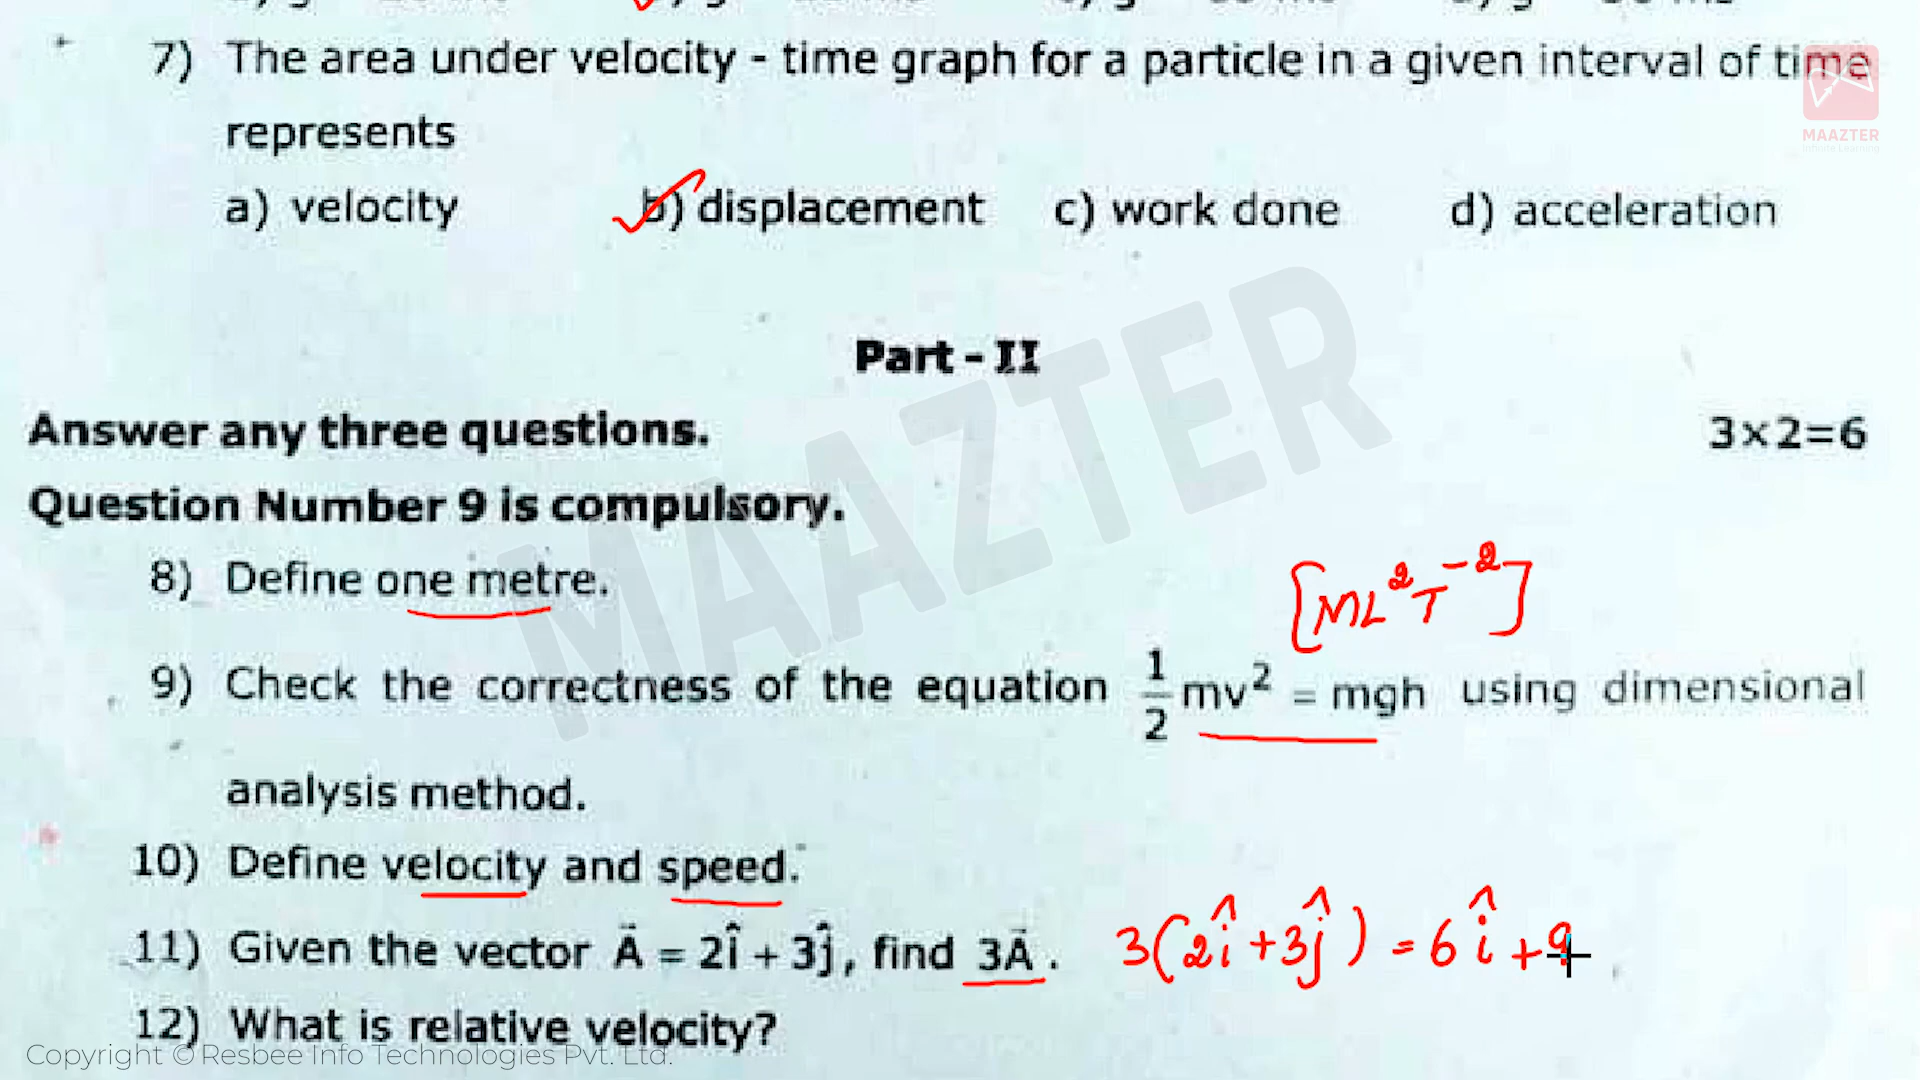 7) The area under velocity - time graph for a particle in a given interval of time
MAAZTER
Infinite Learning
represents
a) velocity b) displacement c) work done d) acceleration
MAAZTER
Part - II
Answer any three questions. 3×2=6
Question Number 9 is compulsory.
8) Define one metre.
[ML²T⁻²]
9) Check the correctness of the equation ½mv² = mgh using dimensional
analysis method.
10) Define velocity and speed.
11) Given the vector A⃗ = 2î + 3ĵ, find 3A⃗. 3(2î + 3ĵ) = 6î + 9
12) What is relative velocity?
Copyright © Resbee Info Technologies Pvt. Ltd.